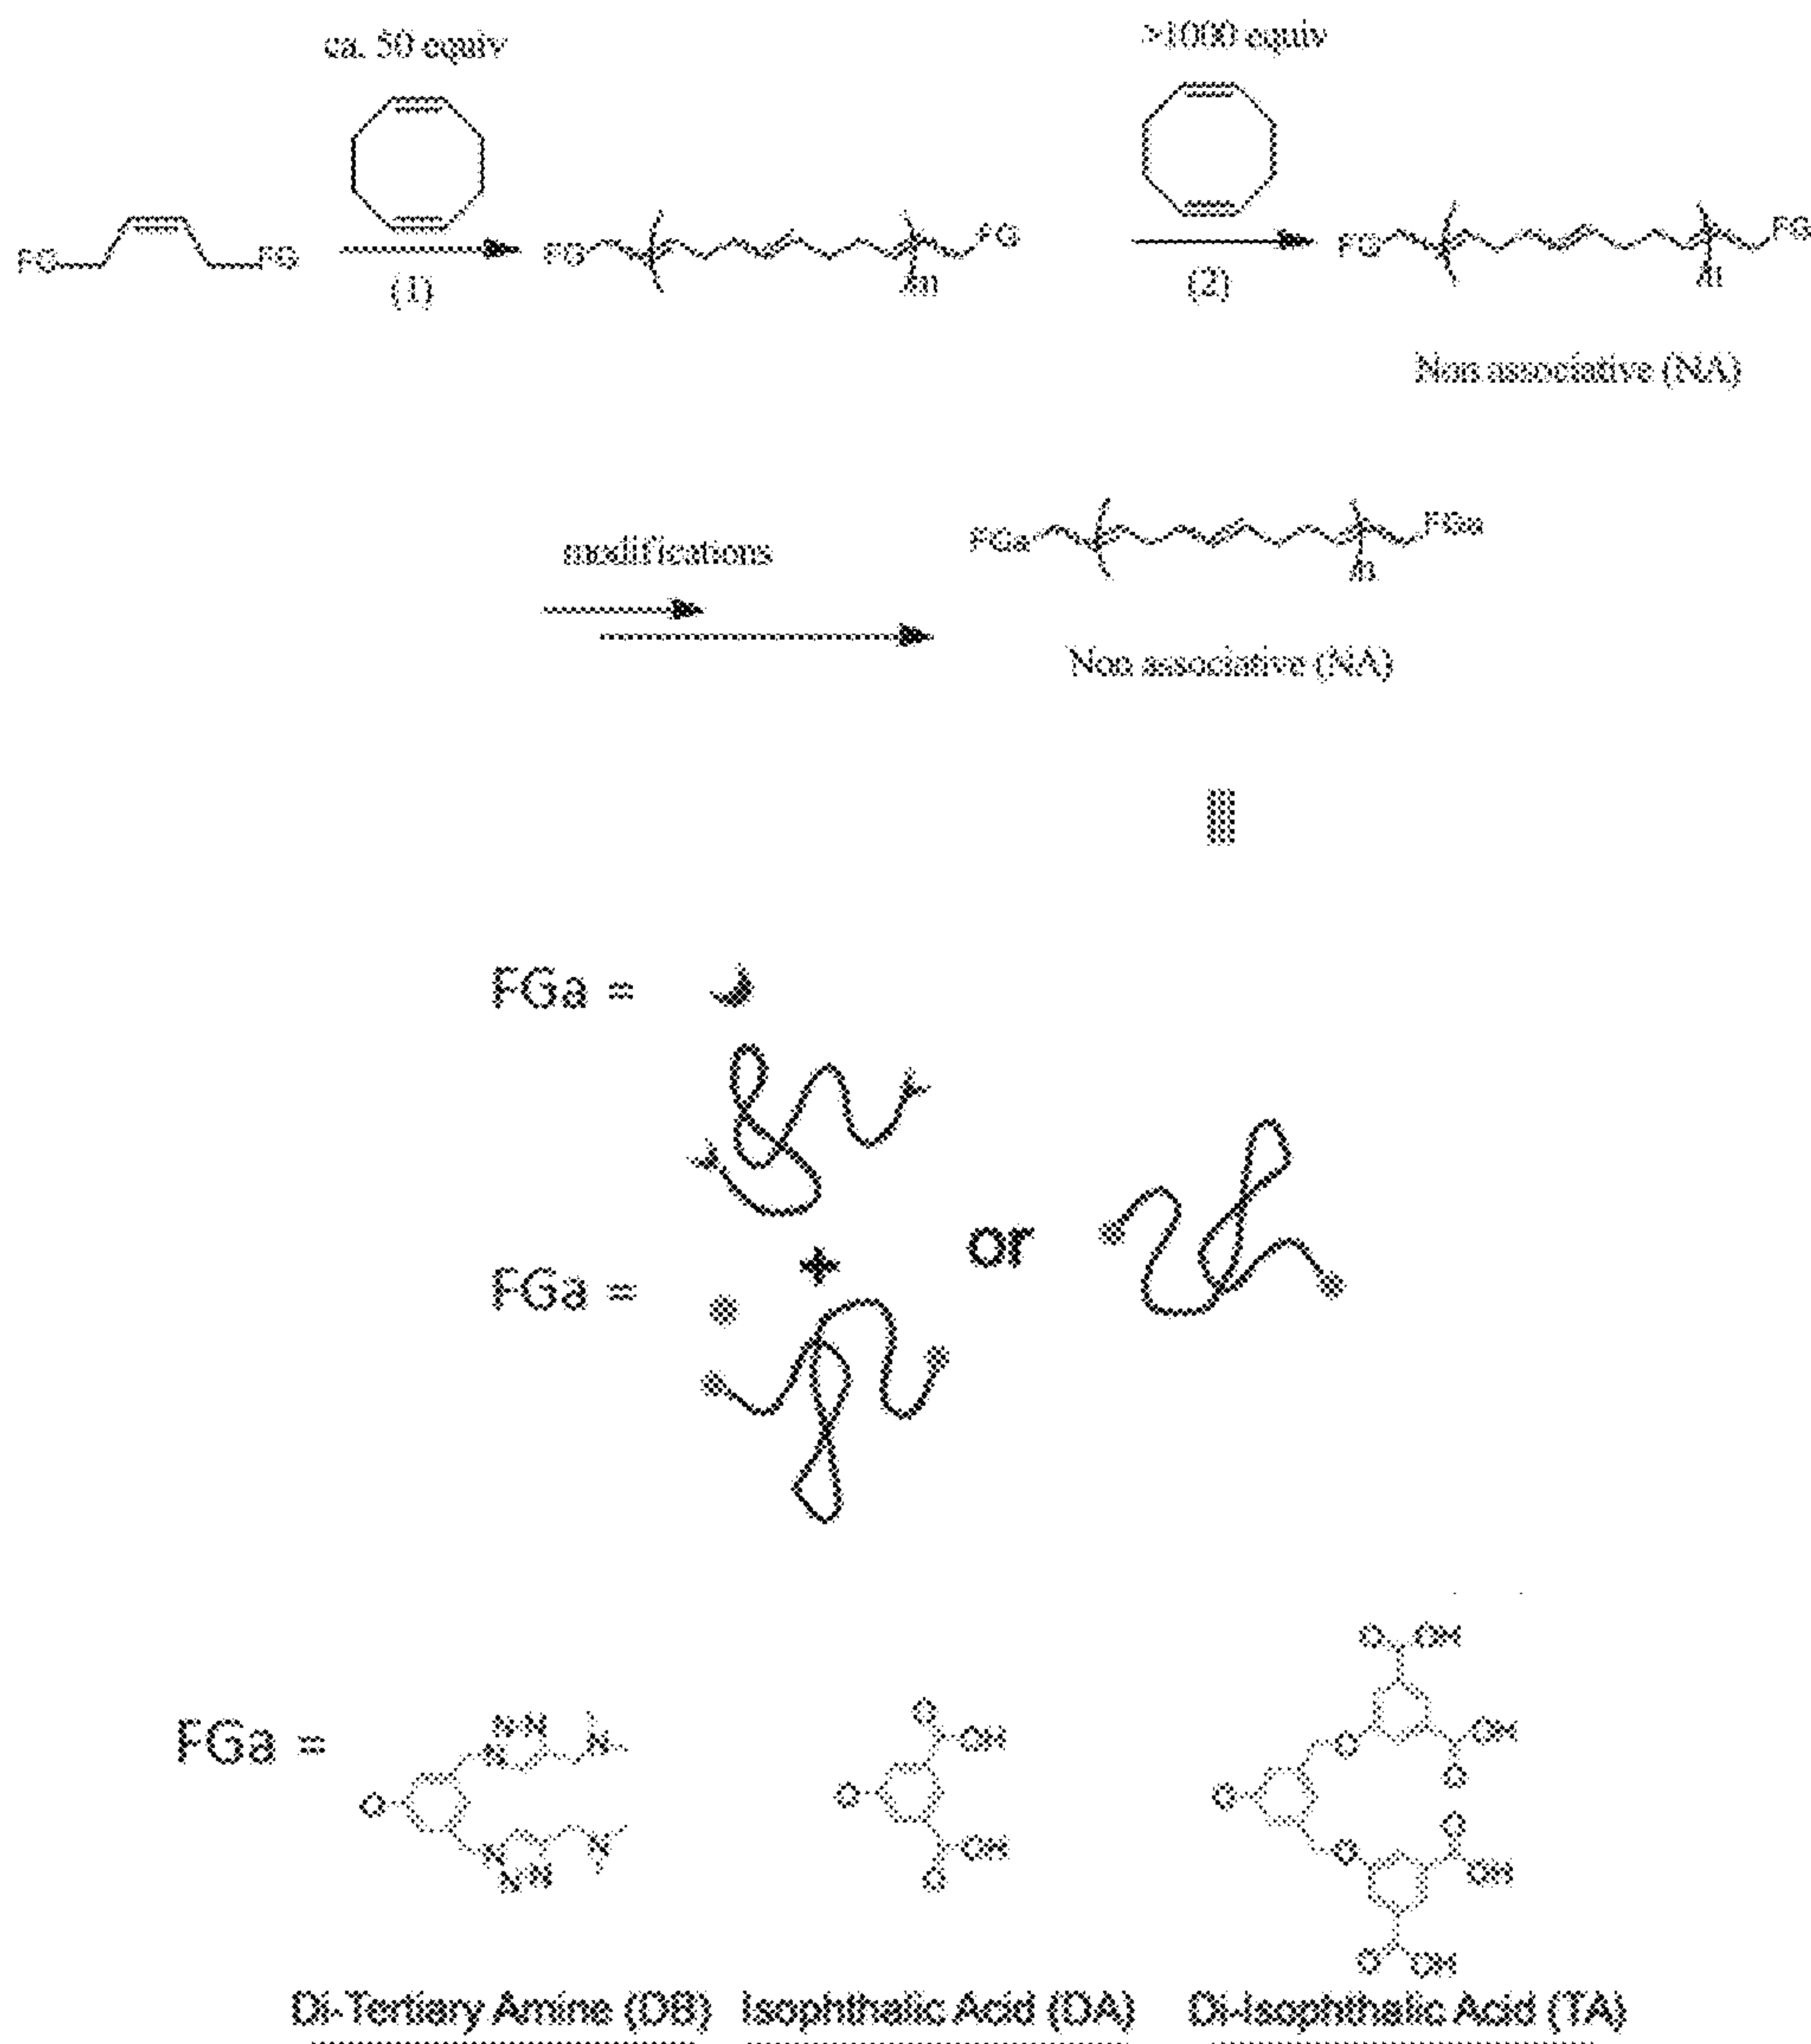 ca. 50 equiv
>1000 equiv
FG FG
(1)
FG FG
m
(2)
FG FG
m
Non associative (NA)
modifications
FGa FGa
m
Non associative (NA)
FGa =
+
or
FGa =
FGa =
O N N-N N
N N-N N
O O OH
OH O
O O OH
O OH O
O O OH
O OH
Di-Tertiary Amine (DB) Isophthalic Acid (DA) Di-Isophthalic Acid (TA)